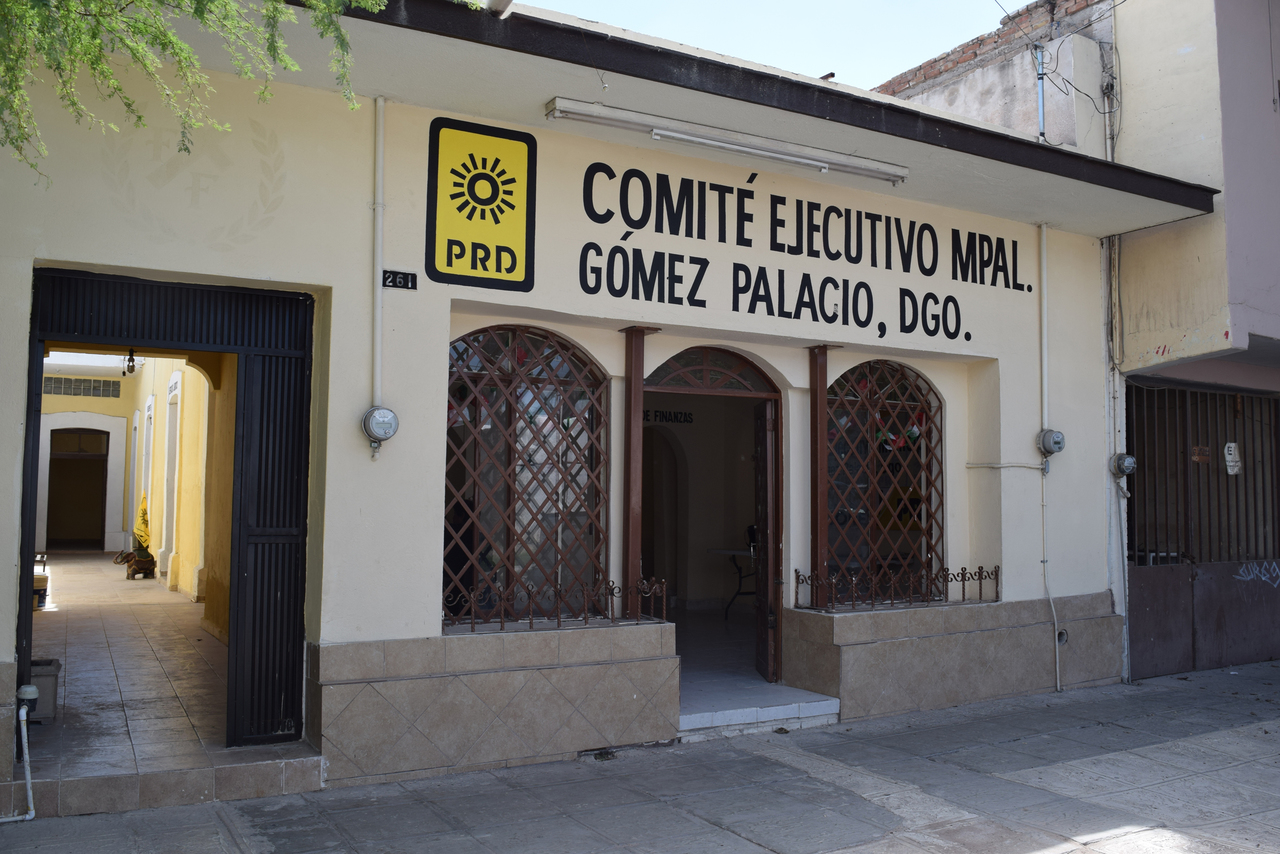 PRD
261
COMITÉ EJECUTIVO MPAL.
GÓMEZ PALACIO, DGO.
DE FINANZAS